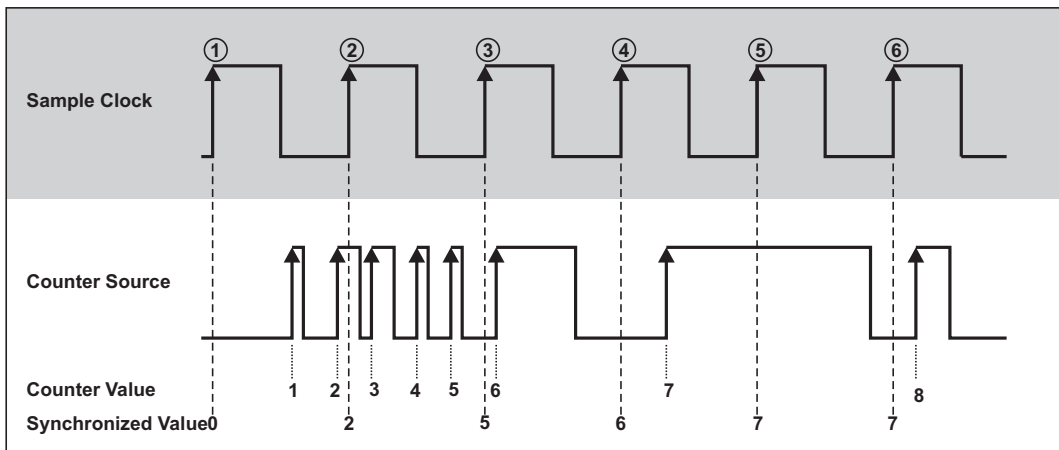 ① ② ③ ④ ⑤ ⑥
Sample Clock
Counter Source
Counter Value 1 2 3 4 5 6 7 8
Synchronized Value0 2 5 6 7 7